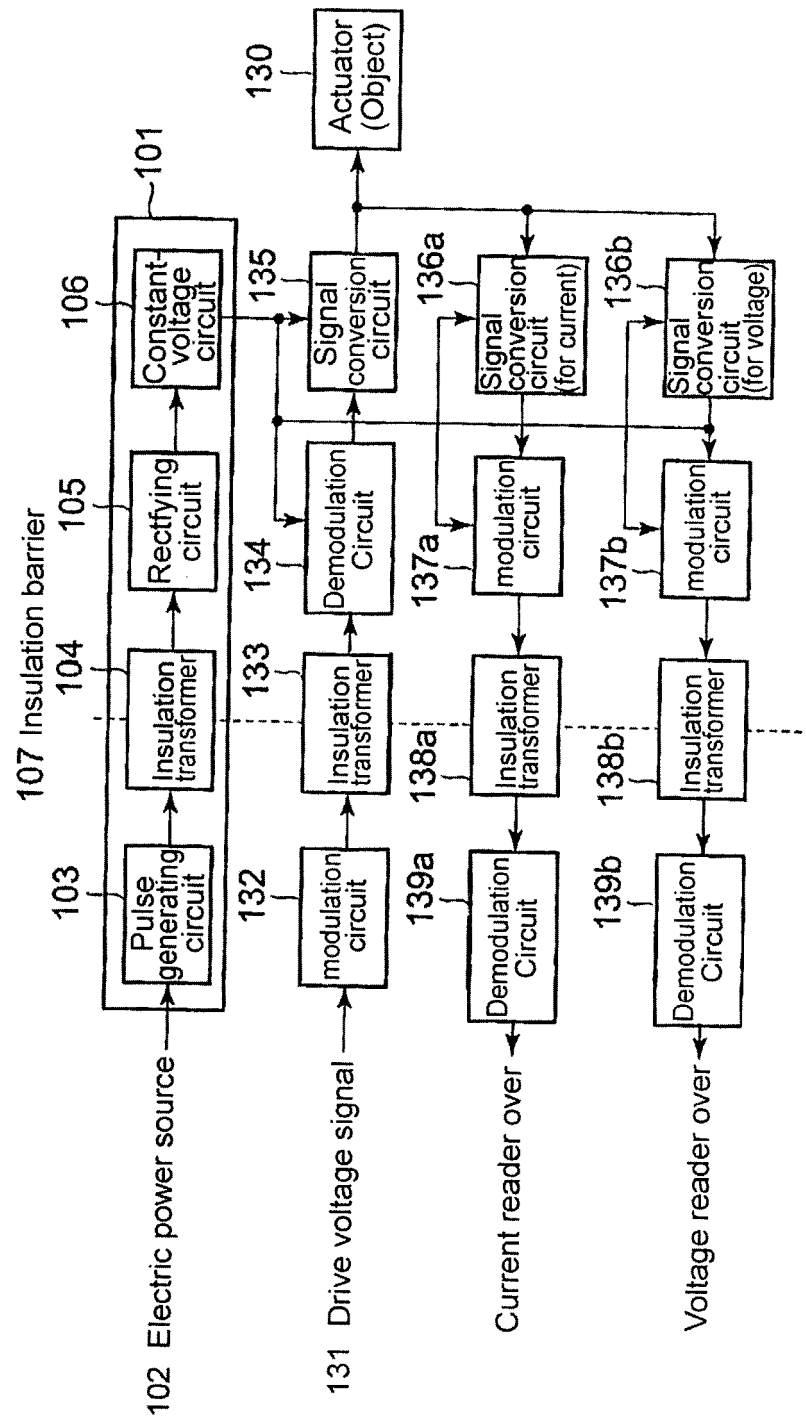 107 Insulation barrier
101
103
104
105
106
102 Electric power source
Pulse
generating
circuit
Insulation
transformer
Rectfying
circuit
Constant-
voltage
circuit
132
133
134
135
130
131 Drive voltage signal
modulation
circuit
Insulation
transformer
Demodulation
Circuit
Signal
conversion
circuit
Actuator
(Object)
139a
138a
137a
136a
Current reader over
Demodulation
Circuit
Insulation
transformer
modulation
circuit
Signal
conversion
circuit
(for current)
139b
138b
137b
136b
Voltage reader over
Demodulation
Circuit
Insulation
transformer
modulation
circuit
Signal
conversion
circuit
(for voltage)